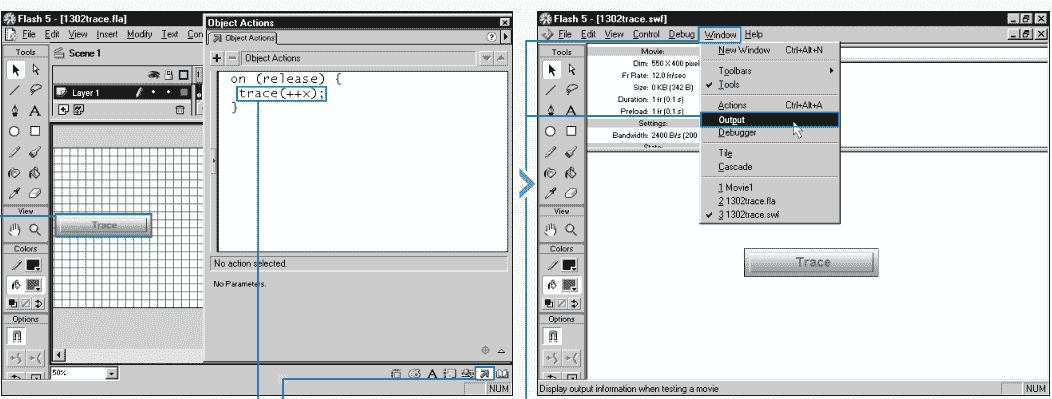 Flash 5 - [1302trace.fla]
File Edit View Insert Modify Text Con
Tools
Scene 1
1
Layer 1
View
Trace
Colors
Options
50%
Object Actions
Object Actions
Object Actions
on (release) {
trace(++x);
}
No action selected.
No Parameters.
NUM
Flash 5 - [1302trace.swf]
File Edit View Control Debug Window Help
Tools
View
Colors
Options
Movie:
Dim: 550 X 400 pixel
Fr Rate: 12.0 fr/sec
Size: 0 KB (342 B)
Duration: 1 fr (0.1 s)
Preload: 1 fr (0.1 s)
Settings:
Bandwidth: 2400 B/s (200
State:
New Window Ctrl+Alt+N
Toolbars
Tools
Actions Ctrl+Alt+A
Output
Debugger
Tile
Cascade
1 Movie1
2 1302trace.fla
3 1302trace.swf
Trace
Display output information when testing a movie
NUM